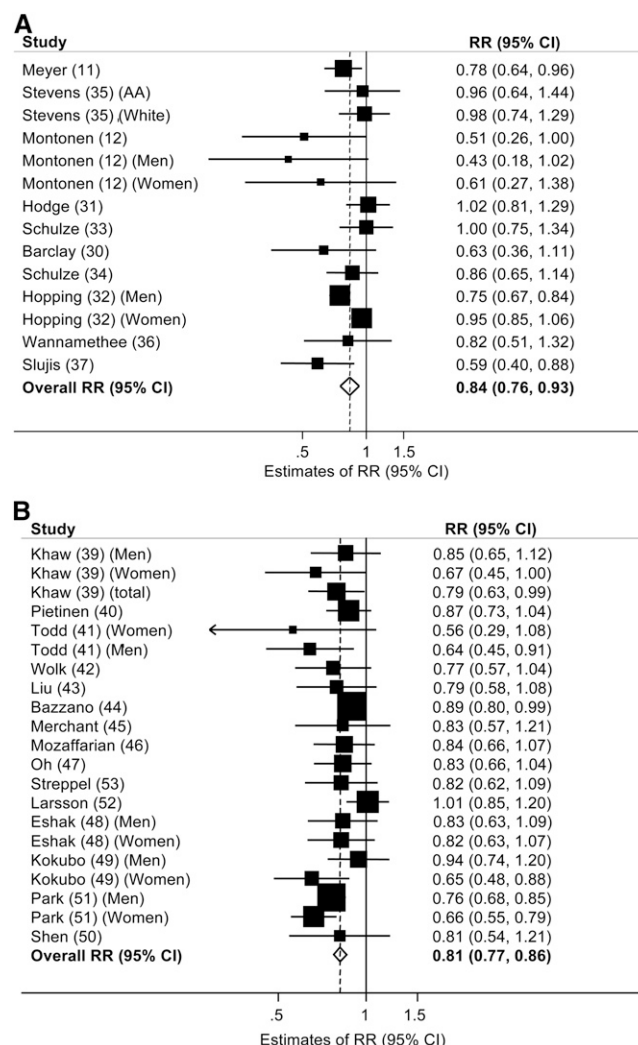 A
Study RR (95% CI)
Meyer (11) 0.78 (0.64, 0.96)
Stevens (35) (AA) 0.96 (0.64, 1.44)
Stevens (35) (White) 0.98 (0.74, 1.29)
Montonen (12) 0.51 (0.26, 1.00)
Montonen (12) (Men) 0.43 (0.18, 1.02)
Montonen (12) (Women) 0.61 (0.27, 1.38)
Hodge (31) 1.02 (0.81, 1.29)
Schulze (33) 1.00 (0.75, 1.34)
Barclay (30) 0.63 (0.36, 1.11)
Schulze (34) 0.86 (0.65, 1.14)
Hopping (32) (Men) 0.75 (0.67, 0.84)
Hopping (32) (Women) 0.95 (0.85, 1.06)
Wannamethee (36) 0.82 (0.51, 1.32)
Slujis (37) 0.59 (0.40, 0.88)
Overall RR (95% CI) 0.84 (0.76, 0.93)
.5 1 1.5
Estimates of RR (95% CI)
B
Study RR (95% CI)
Khaw (39) (Men) 0.85 (0.65, 1.12)
Khaw (39) (Women) 0.67 (0.45, 1.00)
Khaw (39) (total) 0.79 (0.63, 0.99)
Pietinen (40) 0.87 (0.73, 1.04)
Todd (41) (Women) 0.56 (0.29, 1.08)
Todd (41) (Men) 0.64 (0.45, 0.91)
Wolk (42) 0.77 (0.57, 1.04)
Liu (43) 0.79 (0.58, 1.08)
Bazzano (44) 0.89 (0.80, 0.99)
Merchant (45) 0.83 (0.57, 1.21)
Mozaffarian (46) 0.84 (0.66, 1.07)
Oh (47) 0.83 (0.66, 1.04)
Streppel (53) 0.82 (0.62, 1.09)
Larsson (52) 1.01 (0.85, 1.20)
Eshak (48) (Men) 0.83 (0.63, 1.09)
Eshak (48) (Women) 0.82 (0.63, 1.07)
Kokubo (49) (Men) 0.94 (0.74, 1.20)
Kokubo (49) (Women) 0.65 (0.48, 0.88)
Park (51) (Men) 0.76 (0.68, 0.85)
Park (51) (Women) 0.66 (0.55, 0.79)
Shen (50) 0.81 (0.54, 1.21)
Overall RR (95% CI) 0.81 (0.77, 0.86)
.5 1 1.5
Estimates of RR (95% CI)